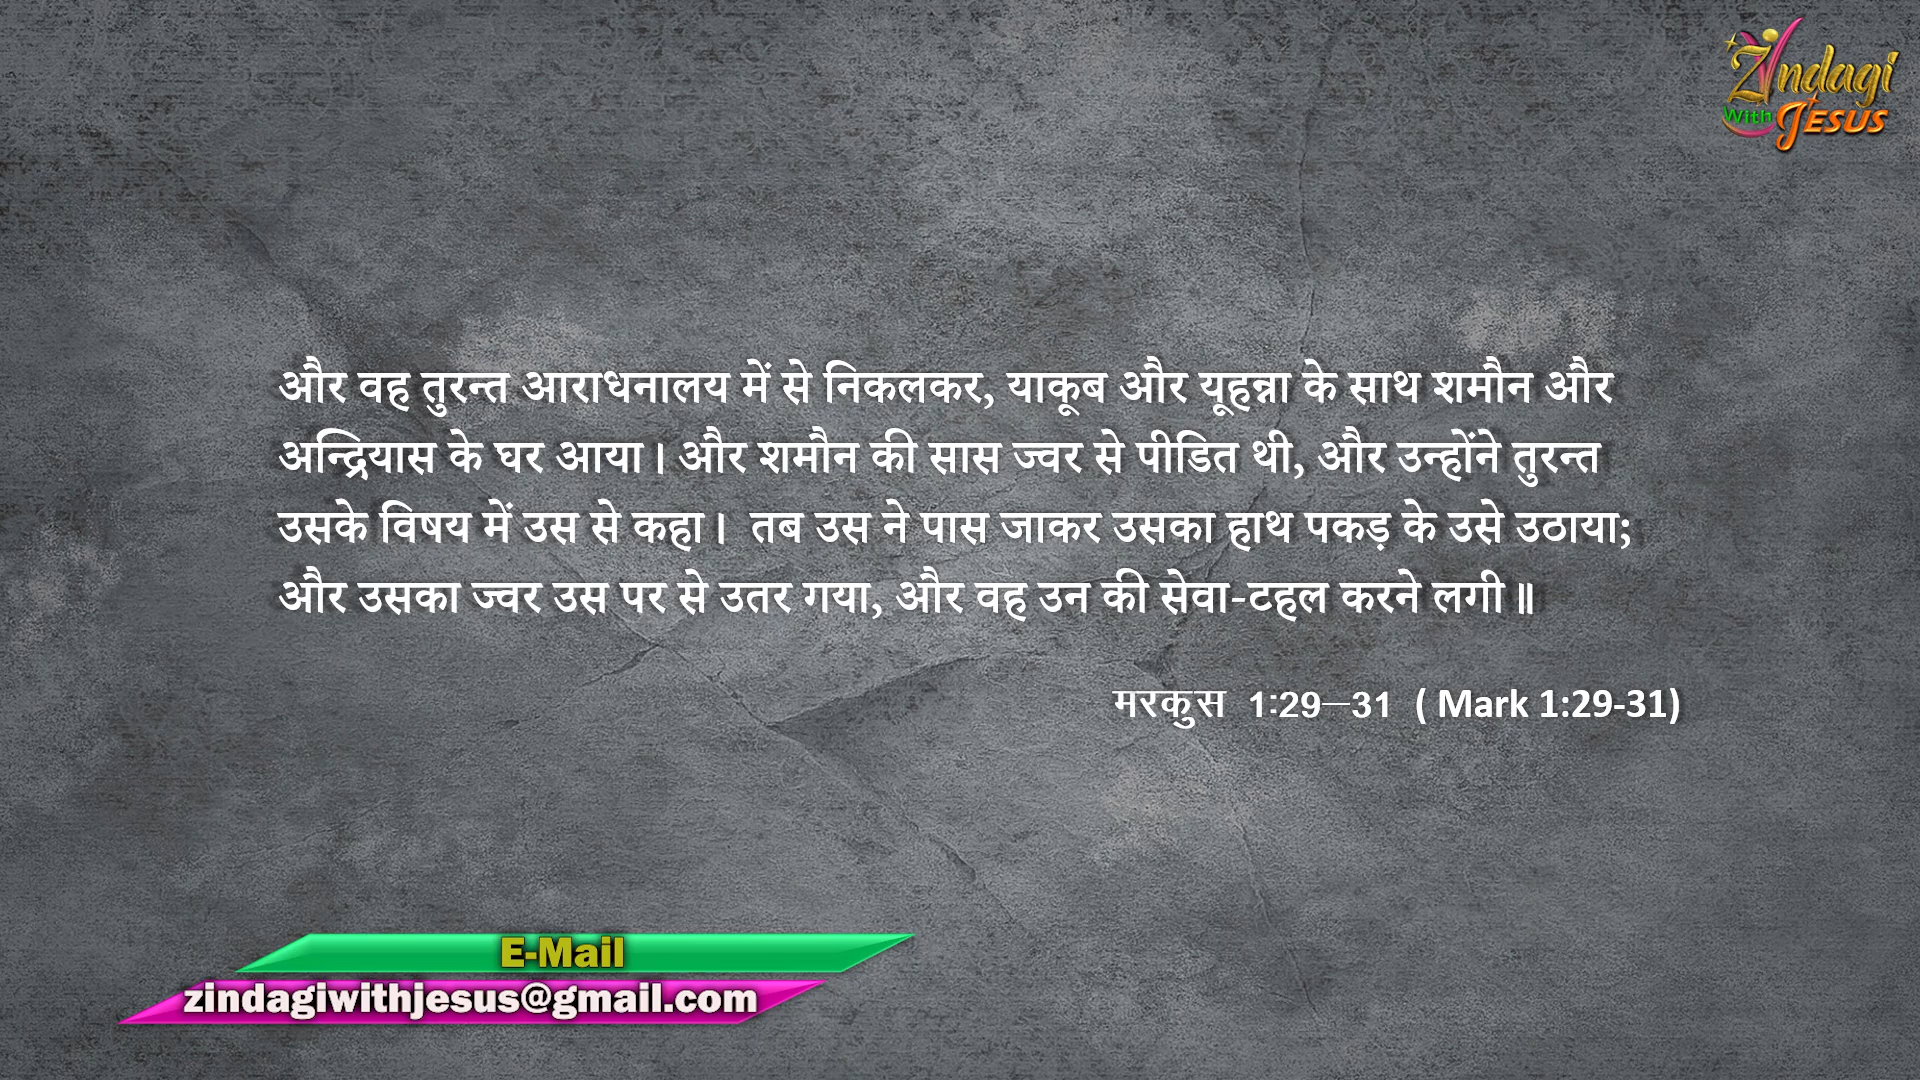 Zindagi
With Jesus
और वह तुरन्त आराधनालय में से निकलकर, याकूब और यूहन्ना के साथ शमौन और
अन्द्रियास के घर आया। और शमौन की सास ज्वर से पीडित थी, और उन्होंने तुरन्त
उसके विषय में उस से कहा। तब उस ने पास जाकर उसका हाथ पकड़ के उसे उठाया;
और उसका ज्वर उस पर से उतर गया, और वह उन की सेवा-टहल करने लगी॥
मरकुस 1:29–31 ( Mark 1:29-31)
E-Mail
zindagiwithjesus@gmail.com